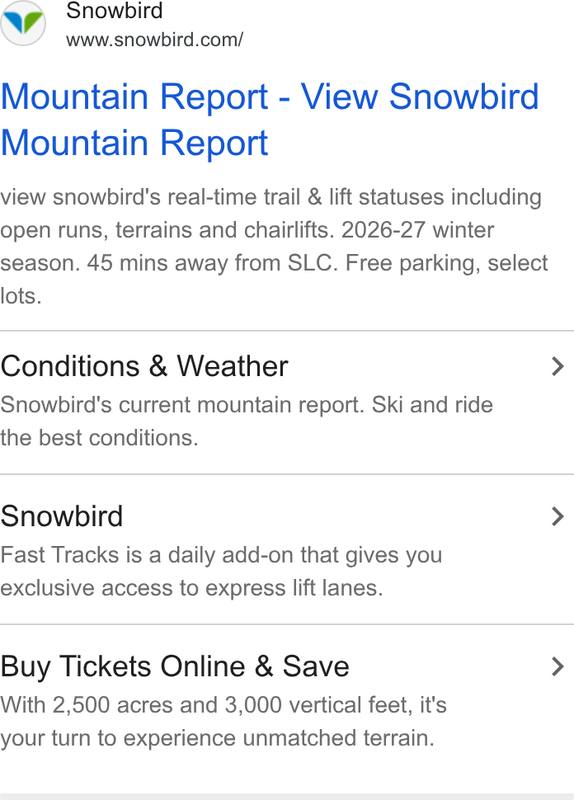 Snowbird
www.snowbird.com/
Mountain Report - View Snowbird
Mountain Report
view snowbird's real-time trail & lift statuses including
open runs, terrains and chairlifts. 2026-27 winter
season. 45 mins away from SLC. Free parking, select
lots.
Conditions & Weather
Snowbird's current mountain report. Ski and ride
the best conditions.
Snowbird
Fast Tracks is a daily add-on that gives you
exclusive access to express lift lanes.
Buy Tickets Online & Save
With 2,500 acres and 3,000 vertical feet, it's
your turn to experience unmatched terrain.